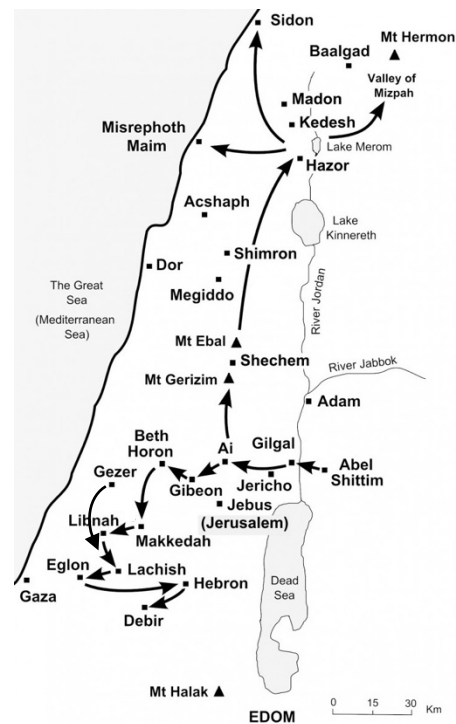 Sidon
Mt Hermon
Baalgad
Valley of
Mizpah
Madon
Kedesh
Misrephoth
Maim
Lake Merom
Hazor
Acshaph
Lake
Kinnereth
Shimron
Dor
The Great
Sea
(Mediterranean
Sea)
Megiddo
River Jordan
Mt Ebal
Shechem
River Jabbok
Mt Gerizim
Adam
Beth
Horon
Ai
Gilgal
Gezer
Abel
Shittim
Gibeon
Jericho
Jebus
(Jerusalem)
Libnah
Makkedah
Eglon
Lachish
Hebron
Dead
Sea
Gaza
Debir
Mt Halak
0 15 30 Km
EDOM